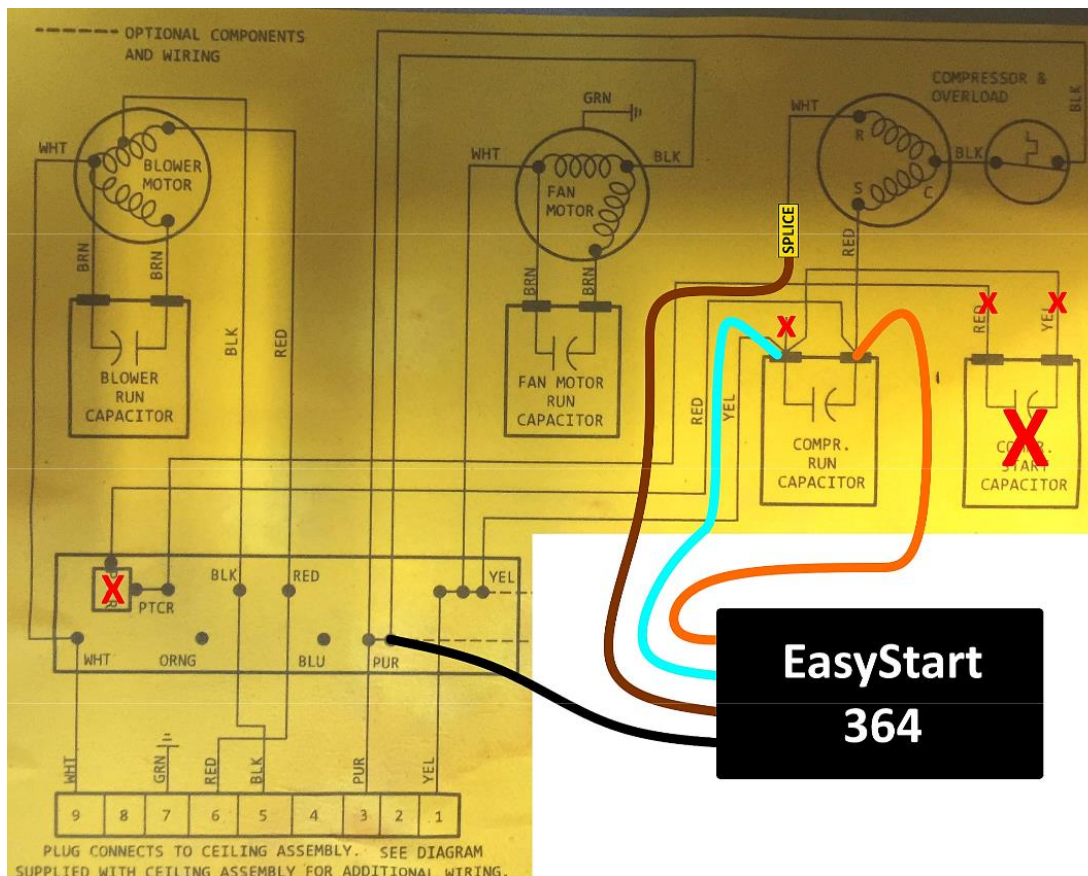 OPTIONAL COMPONENTS
AND WIRING
COMPRESSOR &
OVERLOAD
GRN
WHT
BLK
WHT
BLOWER
MOTOR
WHT
BLK
FAN
MOTOR
R
BLK
S
C
SPLICE
RED
BRN
BRN
BRN
BRN
X
X
X
RED
YEL
BLK
RED
BLOWER
RUN
CAPACITOR
FAN MOTOR
RUN
CAPACITOR
RED
YEL
COMPR.
RUN
CAPACITOR
X
COMPR.
START
CAPACITOR
BLK
RED
YEL
X
PTCR
WHT
ORNG
BLU
PUR
EasyStart
364
WHT
GRN
RED
BLK
PUR
YEL
9 8 7 6 5 4 3 2 1
PLUG CONNECTS TO CEILING ASSEMBLY. SEE DIAGRAM
SUPPLIED WITH CEILING ASSEMBLY FOR ADDITIONAL WIRING.